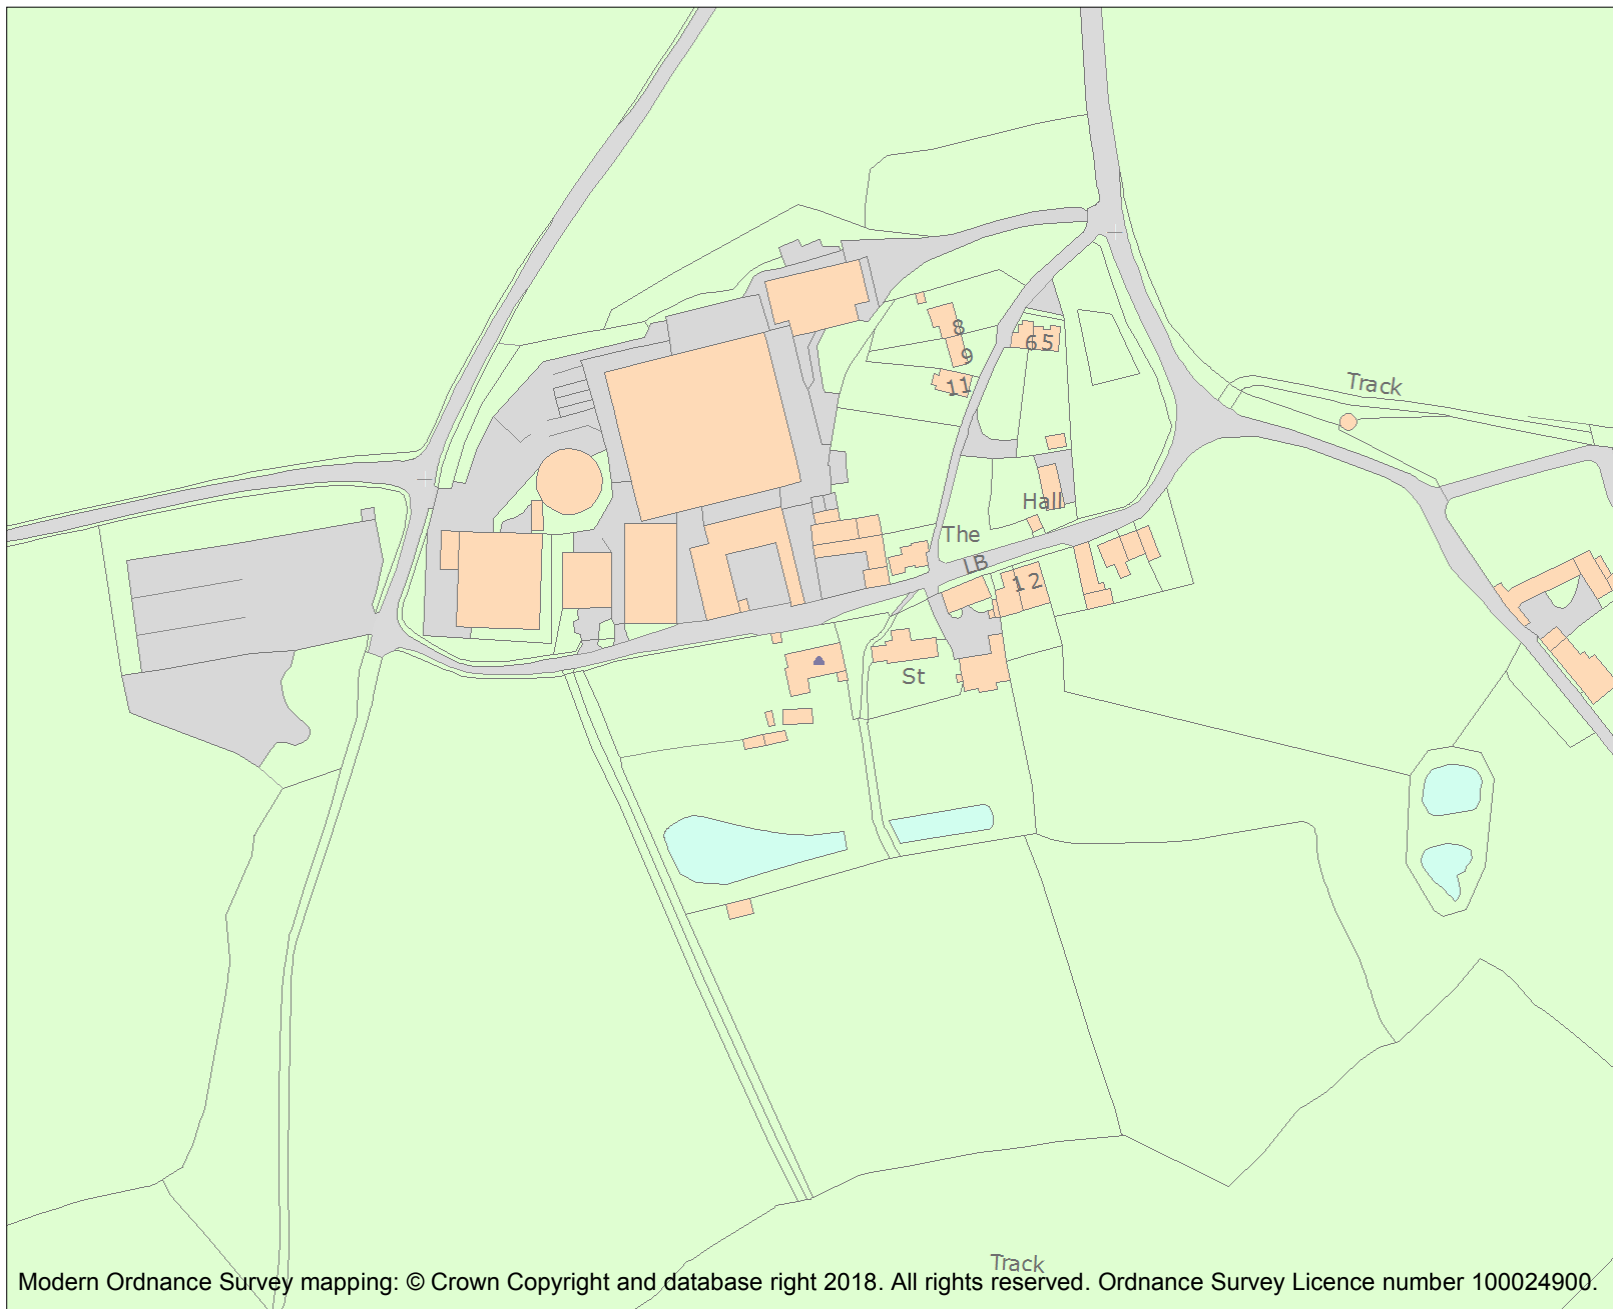 8
6 5
9
Track
11
Hall
The
LB
1 2
St
Track
Modern Ordnance Survey mapping: © Crown Copyright and database right 2018. All rights reserved. Ordnance Survey Licence number 100024900.